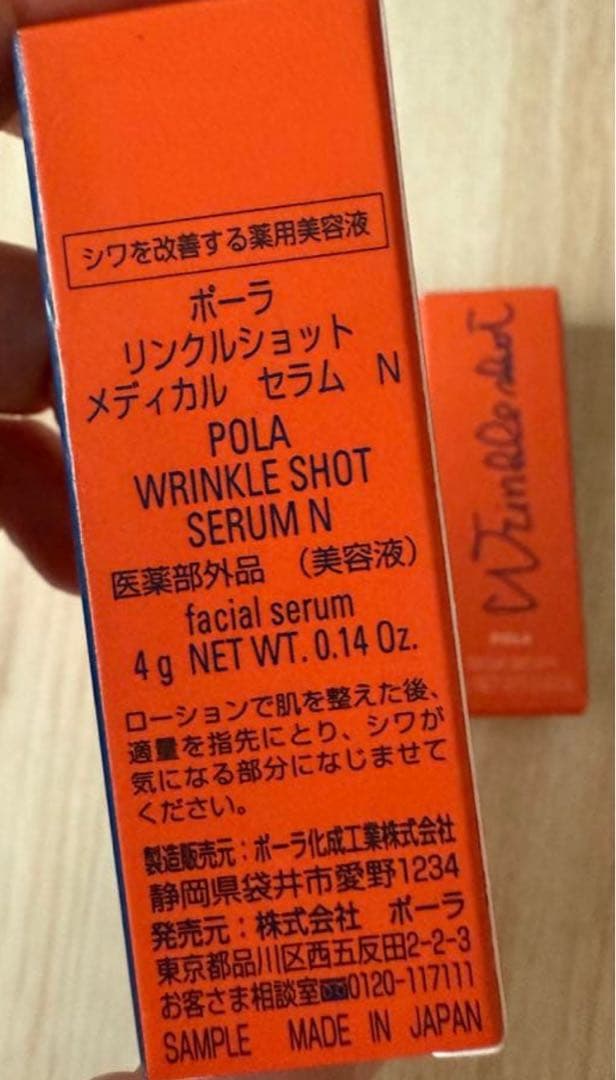 シワを改善する薬用美容液
ポーラ
リンクルショット
メディカル セラム N
POLA
WRINKLE SHOT
SERUM N
医薬部外品 (美容液)
facial serum
4g NET WT. 0.14 Oz.
ローションで肌を整えた後、
適量を指先にとり、シワが
気になる部分になじませて
ください。
製造販売元：ポーラ化成工業株式会社
静岡県袋井市愛野1234
発売元：株式会社 ポーラ
東京都品川区西五反田2-2-3
お客さま相談室0120-117111
SAMPLE MADE IN JAPAN
Wrinkle shot
POLA